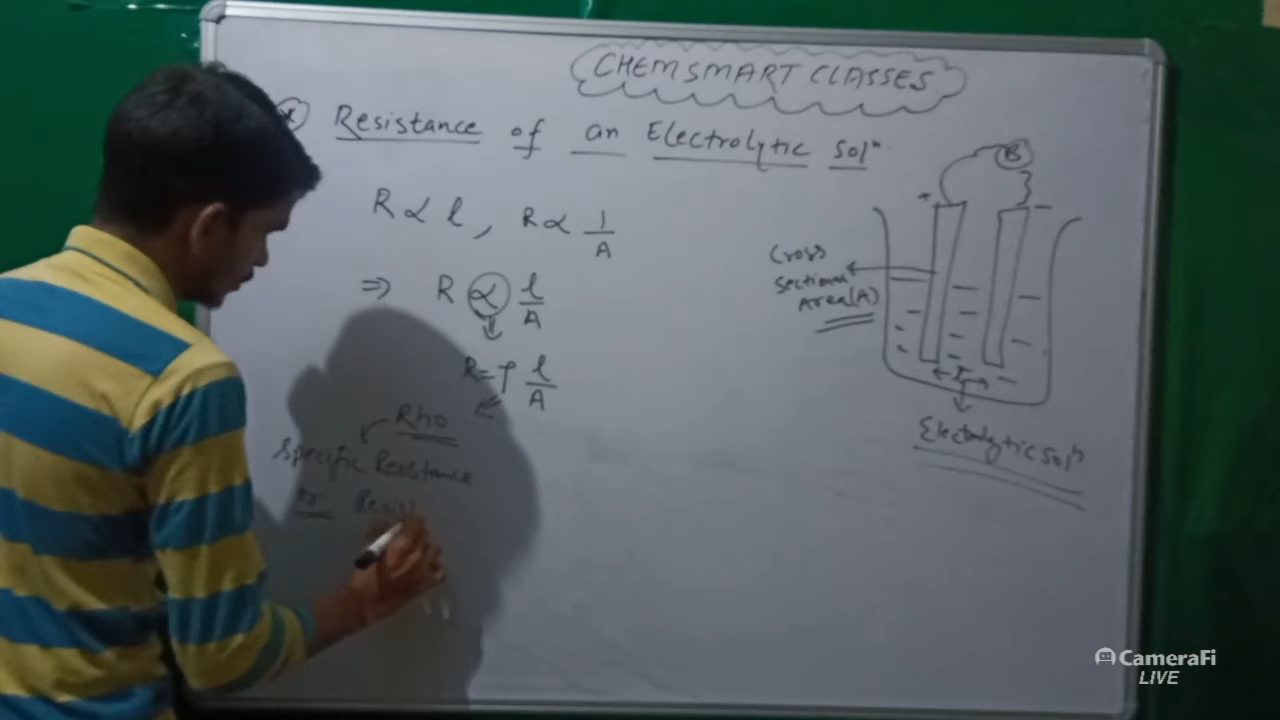 CHEMSMART CLASSES
Resistance of an Electrolytic Solⁿ
R ∝ l, R ∝ 1/A
⇒ R ∝ l/A
R = ρ l/A
Rho
Specific Resistance
or Resis
B
+ −
Cross
Sectional
Area(A)
l
Electrolytic Solⁿ
CameraFi
LIVE